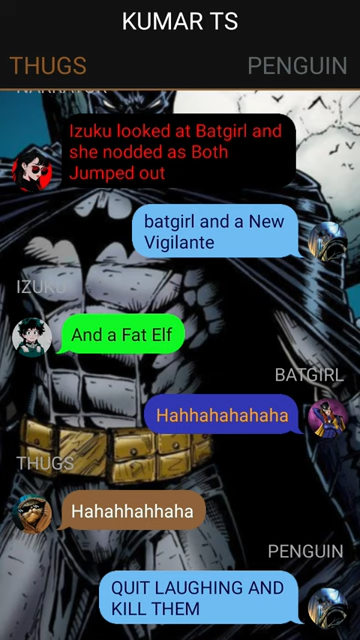 KUMAR TS
THUGS
PENGUIN
NARRATOR
Izuku looked at Batgirl and
she nodded as Both
Jumped out
batgirl and a New
Vigilante
IZUKU
And a Fat Elf
BATGIRL
Hahhahahahaha
THUGS
Hahahhahhaha
PENGUIN
QUIT LAUGHING AND
KILL THEM